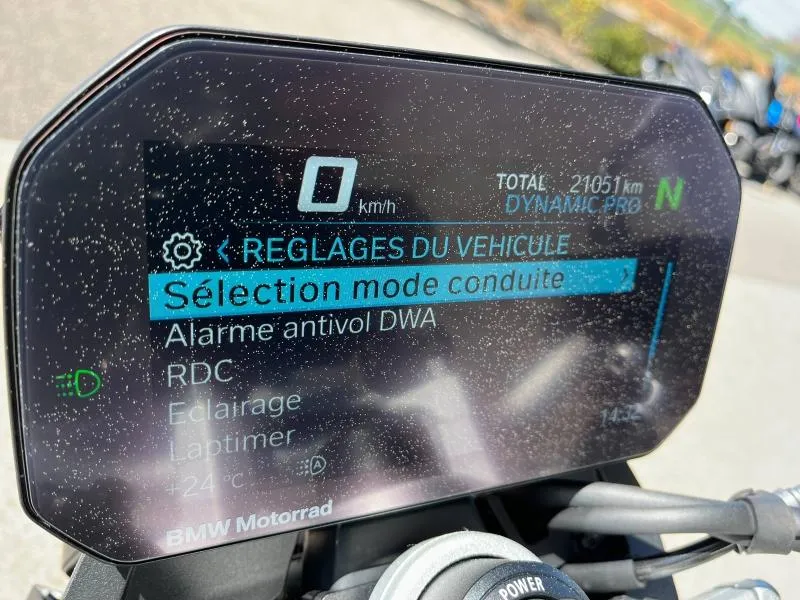 0 km/h TOTAL 21051 km N
DYNAMIC PRO
< REGLAGES DU VEHICULE
Sélection mode conduite >
Alarme antivol DWA
RDC
Eclairage
Laptimer
+24 °C A 14:32
BMW Motorrad
POWER